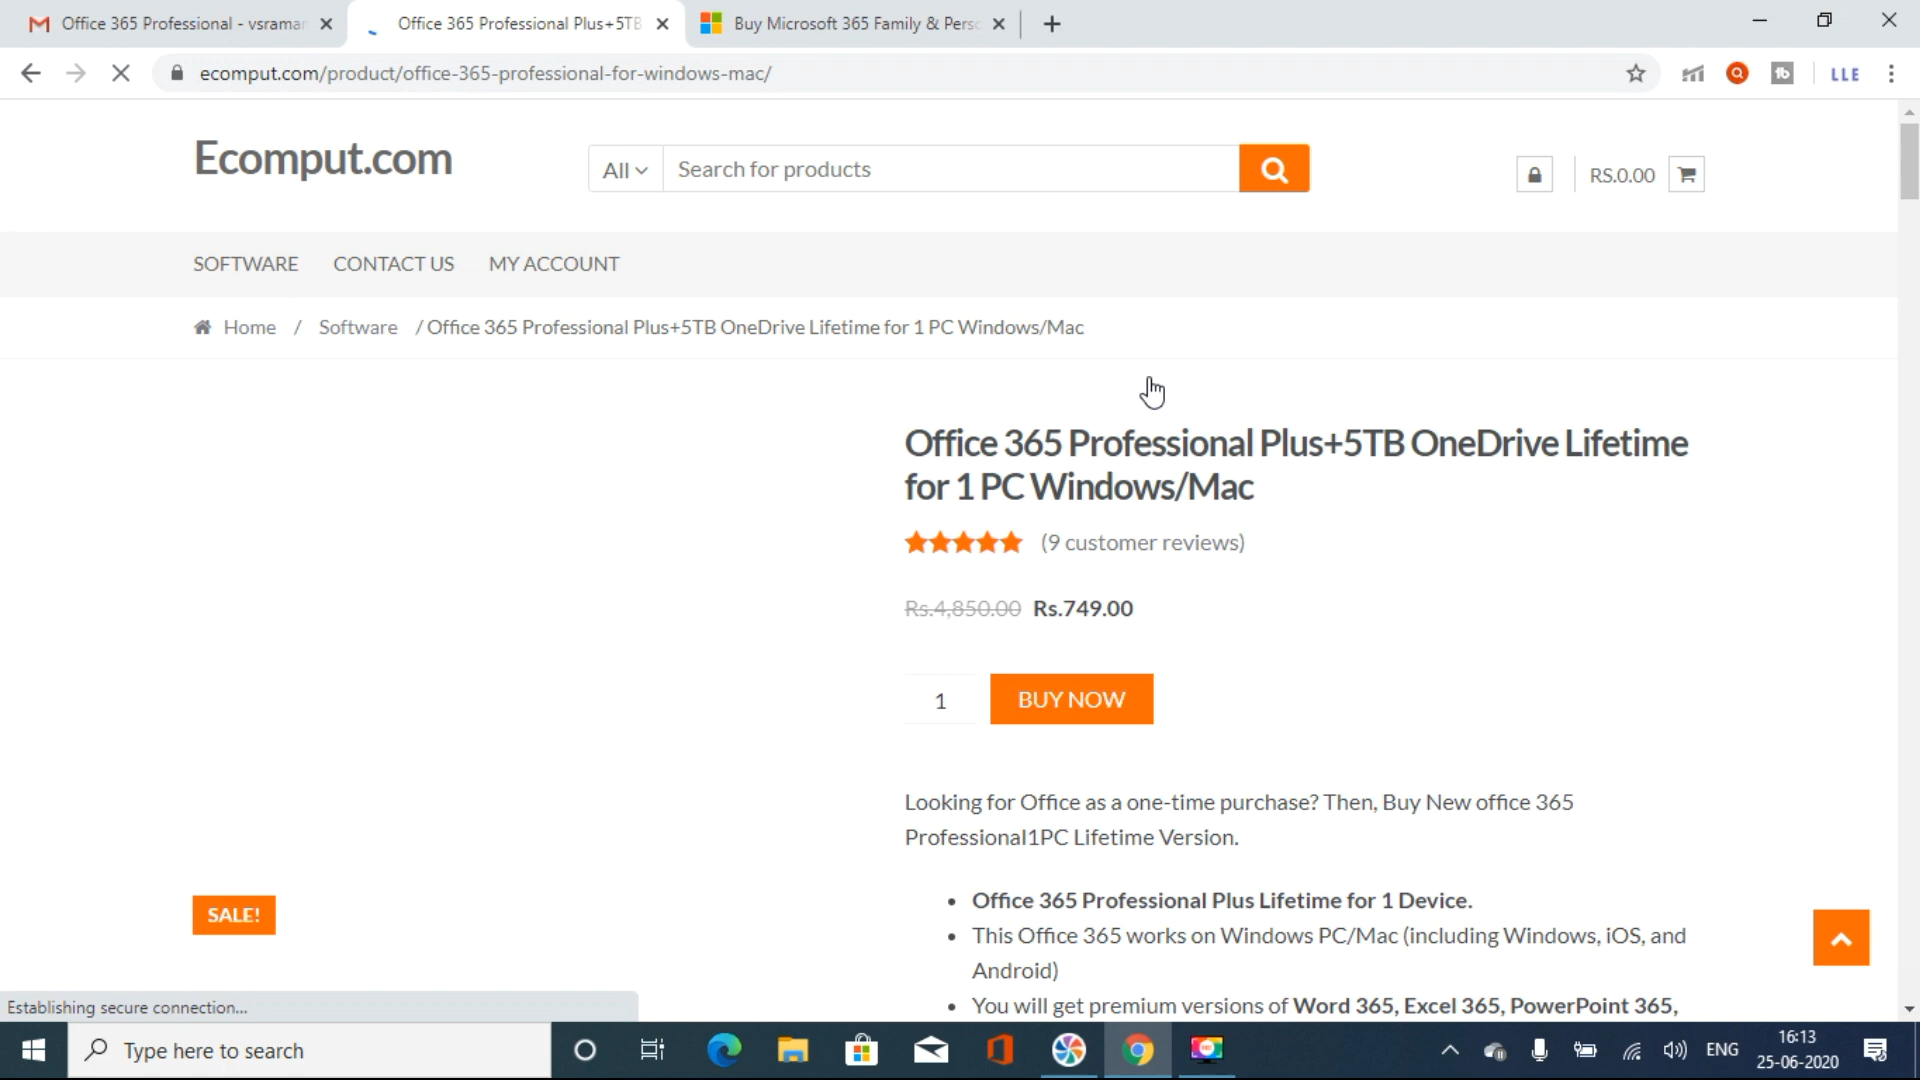 Office 365 Professional - vsramar
Office 365 Professional Plus+5TB
Buy Microsoft 365 Family & Perso
ecomput.com/product/office-365-professional-for-windows-mac/
LLE
Ecomput.com
All
Search for products
RS.0.00
SOFTWARE
CONTACT US
MY ACCOUNT
Home / Software / Office 365 Professional Plus+5TB OneDrive Lifetime for 1 PC Windows/Mac
Office 365 Professional Plus+5TB OneDrive Lifetime
for 1 PC Windows/Mac
(9 customer reviews)
Rs.4,850.00 Rs.749.00
1
BUY NOW
Looking for Office as a one-time purchase? Then, Buy New office 365
Professional1PC Lifetime Version.
SALE!
• Office 365 Professional Plus Lifetime for 1 Device.
• This Office 365 works on Windows PC/Mac (including Windows, iOS, and
Android)
• You will get premium versions of Word 365, Excel 365, PowerPoint 365,
Establishing secure connection...
Type here to search
ENG
16:13
25-06-2020